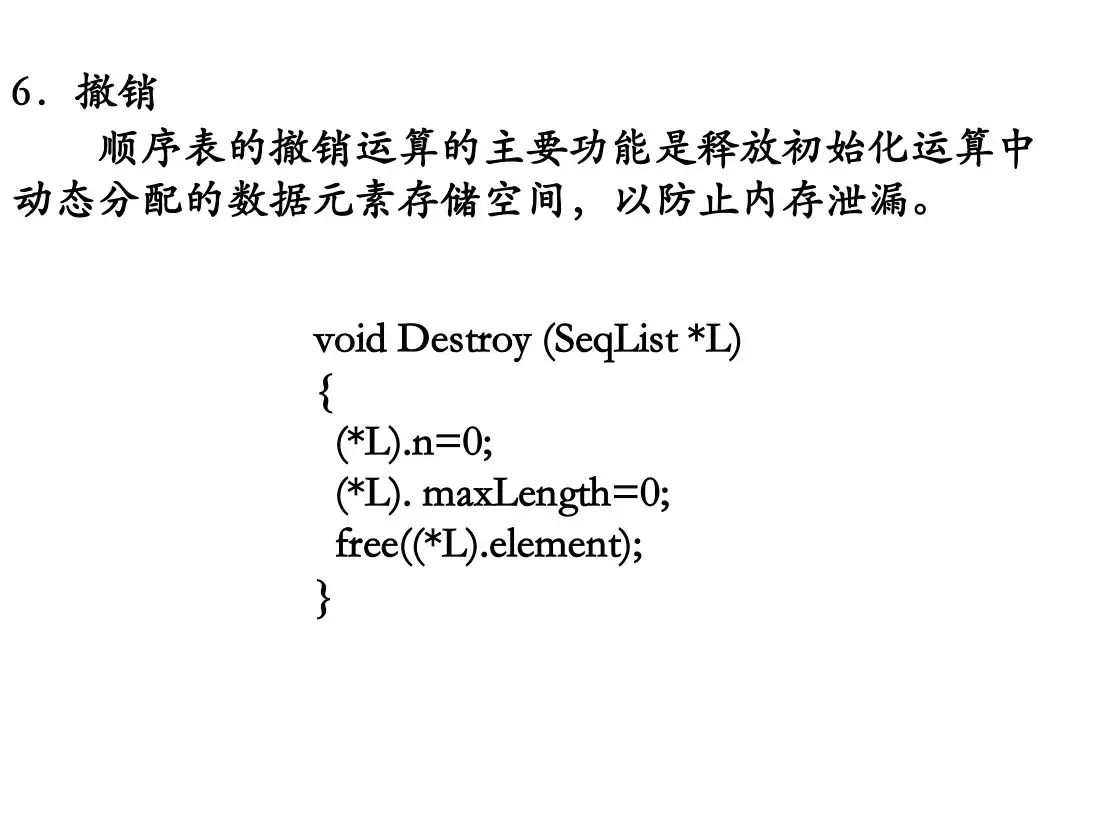 6．撤销
顺序表的撤销运算的主要功能是释放初始化运算中
动态分配的数据元素存储空间，以防止内存泄漏。
void Destroy (SeqList *L)
{
(*L).n=0;
(*L). maxLength=0;
free((*L).element);
}